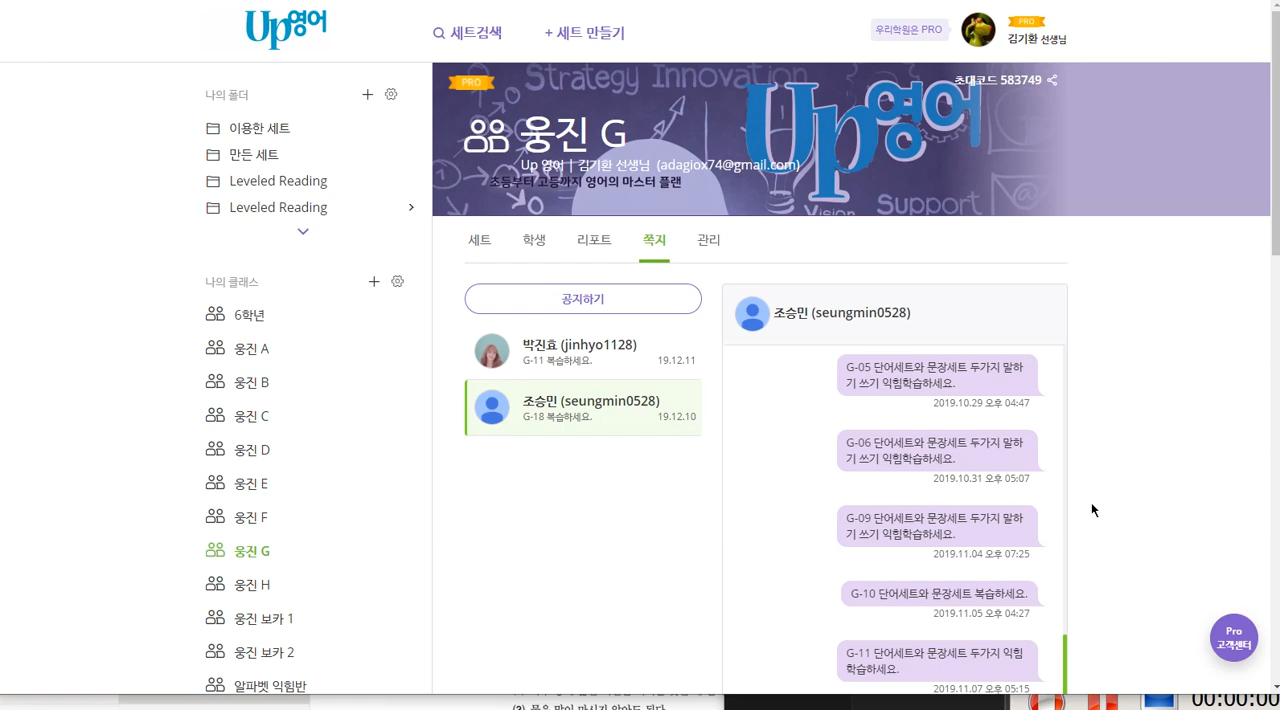 Up영어
세트검색
+ 세트 만들기
우리학원은 PRO
PRO
김기환 선생님
나의 폴더
이용한 세트
만든 세트
Leveled Reading
Leveled Reading
나의 클래스
6학년
웅진 A
웅진 B
웅진 C
웅진 D
웅진 E
웅진 F
웅진 G
웅진 H
웅진 보카 1
웅진 보카 2
알파벳 익힘반
PRO
Strategy Innovation
초대코드 583749
웅진 G
Up영어
Up 영어 | 김기환 선생님 (adagiox74@gmail.com)
초등부터 고등까지 영어의 마스터 플랜
Vision
Support
세트
학생
리포트
쪽지
관리
공지하기
박진효 (jinhyo1128)
G-11 복습하세요.
19.12.11
조승민 (seungmin0528)
G-18 복습하세요.
19.12.10
조승민 (seungmin0528)
G-05 단어세트와 문장세트 두가지 말하
기 쓰기 익힘학습하세요.
2019.10.29 오후 04:47
G-06 단어세트와 문장세트 두가지 말하
기 쓰기 익힘학습하세요.
2019.10.31 오후 05:07
G-09 단어세트와 문장세트 두가지 말하
기 쓰기 익힘학습하세요.
2019.11.04 오후 07:25
G-10 단어세트와 문장세트 복습하세요.
2019.11.05 오후 04:27
G-11 단어세트와 문장세트 두가지 익힘
학습하세요.
2019.11.07 오후 05:15
Pro
고객센터
00:00:00